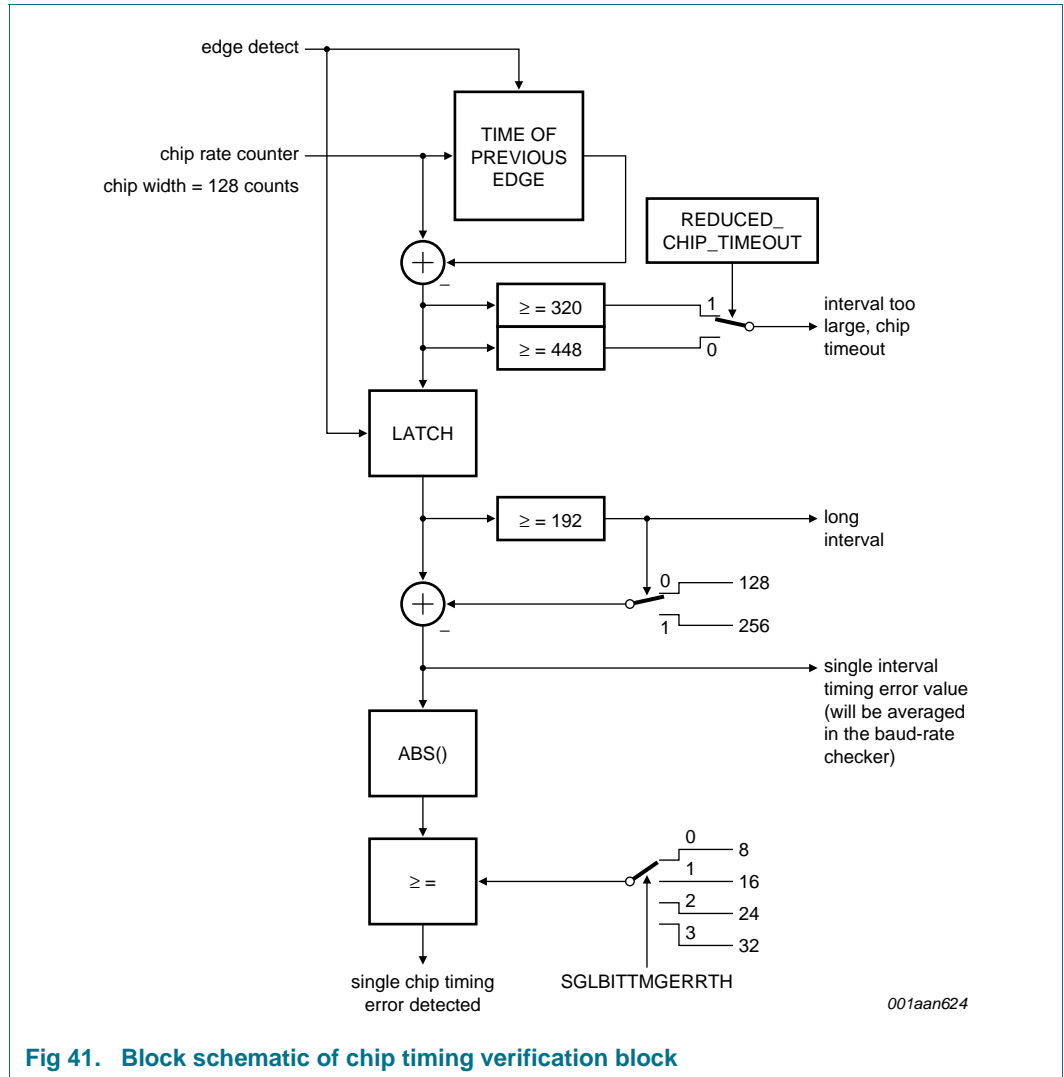 edge detect
TIME OF
PREVIOUS
EDGE
chip rate counter
chip width = 128 counts
REDUCED_
CHIP_TIMEOUT
+
−
≥ = 320
1
interval too
large, chip
timeout
≥ = 448
0
LATCH
≥ = 192
long
interval
+
−
0
128
1
256
single interval
timing error value
(will be averaged
in the baud-rate
checker)
ABS()
≥ =
0
8
1
16
2
24
3
32
single chip timing
error detected
SGLBITTMGERRTH
001aan624
Fig 41. Block schematic of chip timing verification block